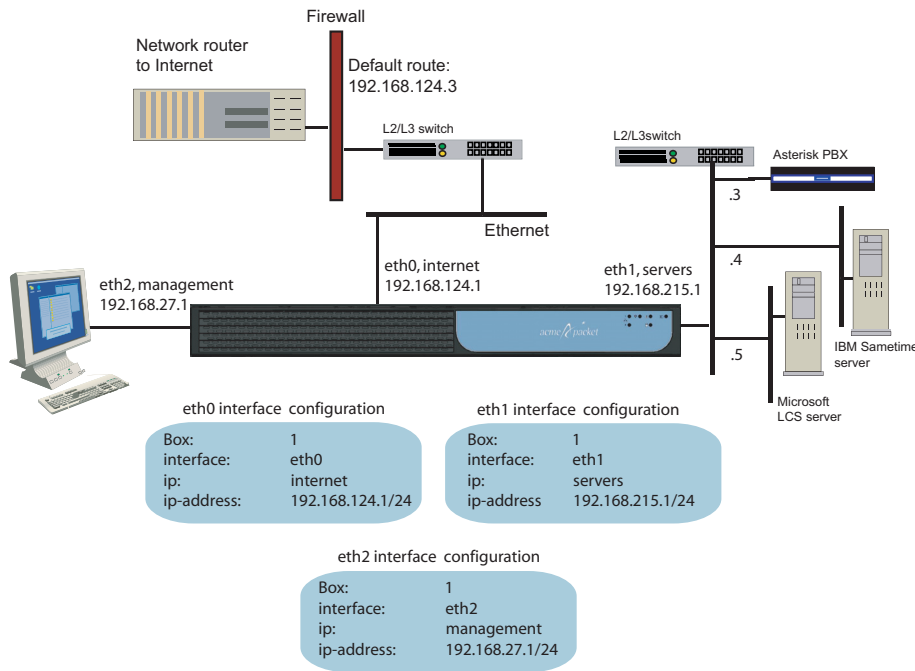 Firewall
Network router
to Internet
Default route:
192.168.124.3
L2/L3 switch
L2/L3switch
Asterisk PBX
.3
Ethernet
.4
eth2, management
192.168.27.1
eth0, internet
192.168.124.1
eth1, servers
192.168.215.1
acme packet
.5
IBM Sametime
server
Microsoft
LCS server
eth0 interface configuration
Box: 1
interface: eth0
ip: internet
ip-address: 192.168.124.1/24
eth1 interface configuration
Box: 1
interface: eth1
ip: servers
ip-address 192.168.215.1/24
eth2 interface configuration
Box: 1
interface: eth2
ip: management
ip-address: 192.168.27.1/24